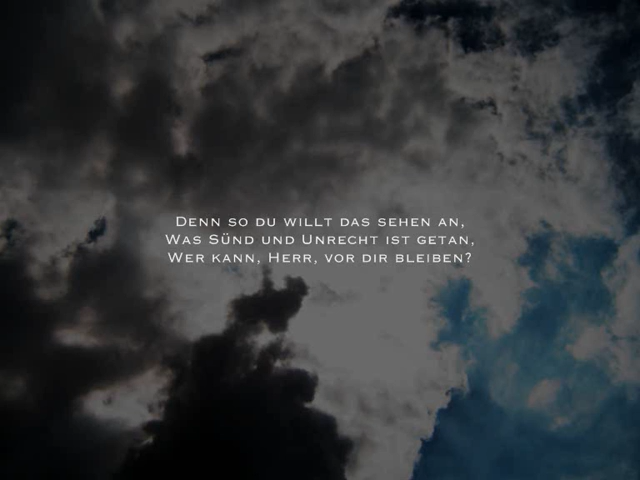 Denn so du willt das sehen an,
Was Sünd und Unrecht ist getan,
Wer kann, Herr, vor dir bleiben?